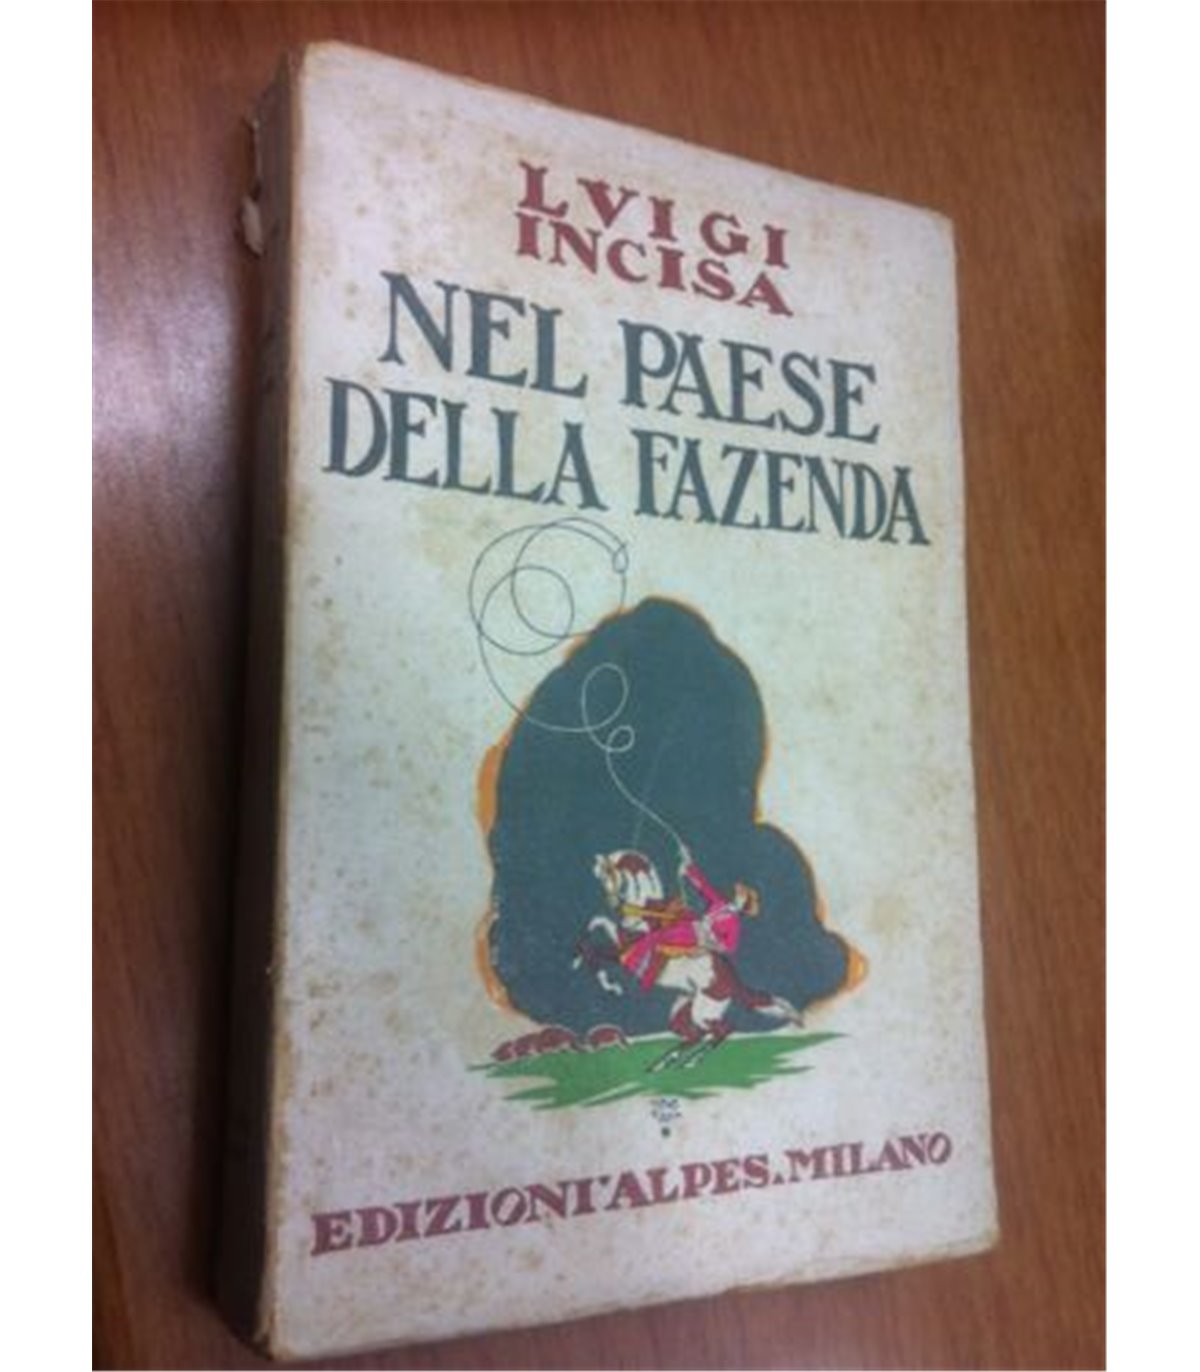 LVIGI
INCISA
NEL PAESE
DELLA FAZENDA
EDIZIONI "ALPES" MILANO